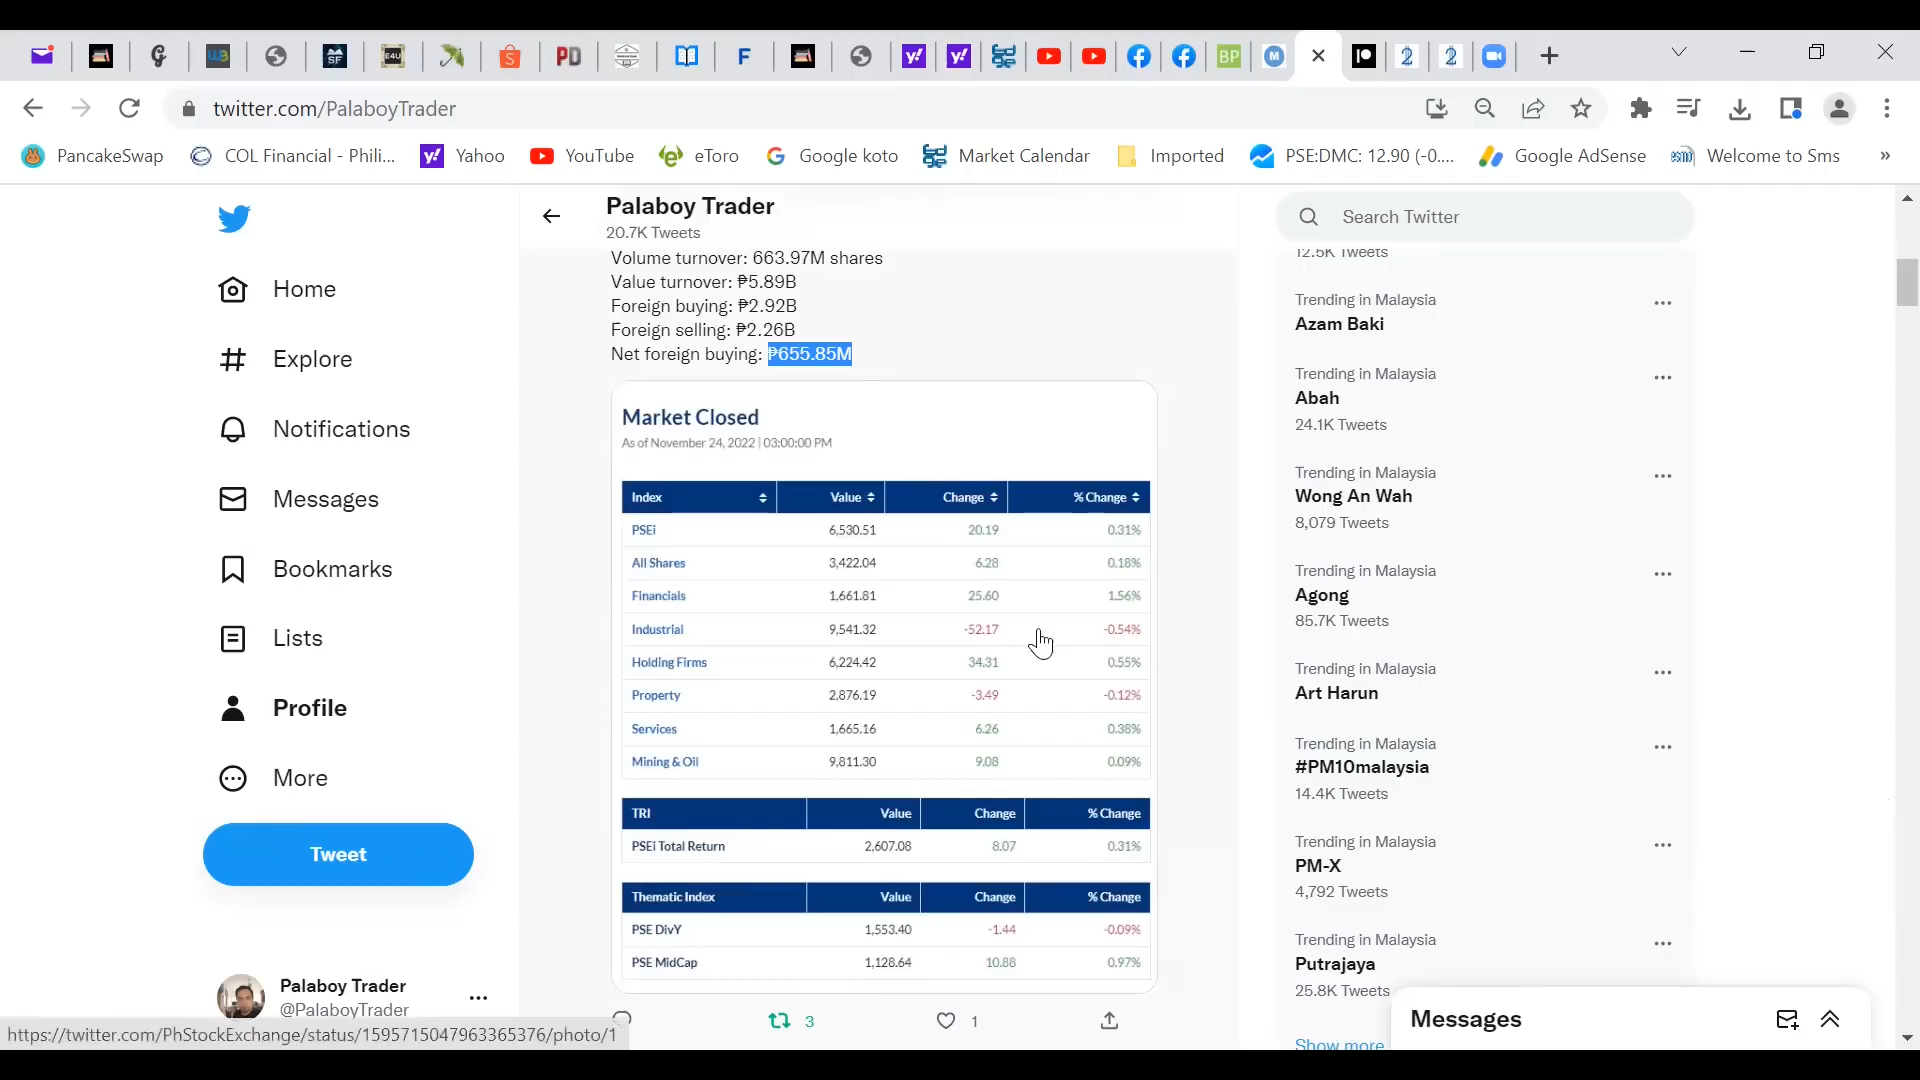 twitter.com/PalaboyTrader
PancakeSwap COL Financial - Phili... Yahoo YouTube eToro Google koto Market Calendar Imported PSE:DMC: 12.90 (-0.... Google AdSense Welcome to Sms »
Home
Explore
Notifications
Messages
Bookmarks
Lists
Profile
More
Tweet
Palaboy Trader
@PalaboyTrader
https://twitter.com/PhStockExchange/status/1595715047963365376/photo/1
Palaboy Trader
20.7K Tweets
Volume turnover: 663.97M shares
Value turnover: ₱5.89B
Foreign buying: ₱2.92B
Foreign selling: ₱2.26B
Net foreign buying: ₱655.85M
Market Closed
As of November 24, 2022 | 03:00:00 PM
Index Value Change % Change
PSEi 6,530.51 20.19 0.31%
All Shares 3,422.04 6.28 0.18%
Financials 1,661.81 25.60 1.56%
Industrial 9,541.32 -52.17 -0.54%
Holding Firms 6,224.42 34.31 0.55%
Property 2,876.19 -3.49 -0.12%
Services 1,665.16 6.26 0.38%
Mining & Oil 9,811.30 9.08 0.09%
TRI Value Change % Change
PSEi Total Return 2,607.08 8.07 0.31%
Thematic Index Value Change % Change
PSE DivY 1,553.40 -1.44 -0.09%
PSE MidCap 1,128.64 10.88 0.97%
3 1
Search Twitter
12.5K Tweets
Trending in Malaysia
Azam Baki
Trending in Malaysia
Abah
24.1K Tweets
Trending in Malaysia
Wong An Wah
8,079 Tweets
Trending in Malaysia
Agong
85.7K Tweets
Trending in Malaysia
Art Harun
Trending in Malaysia
#PM10malaysia
14.4K Tweets
Trending in Malaysia
PM-X
4,792 Tweets
Trending in Malaysia
Putrajaya
25.8K Tweets
Show more
Messages